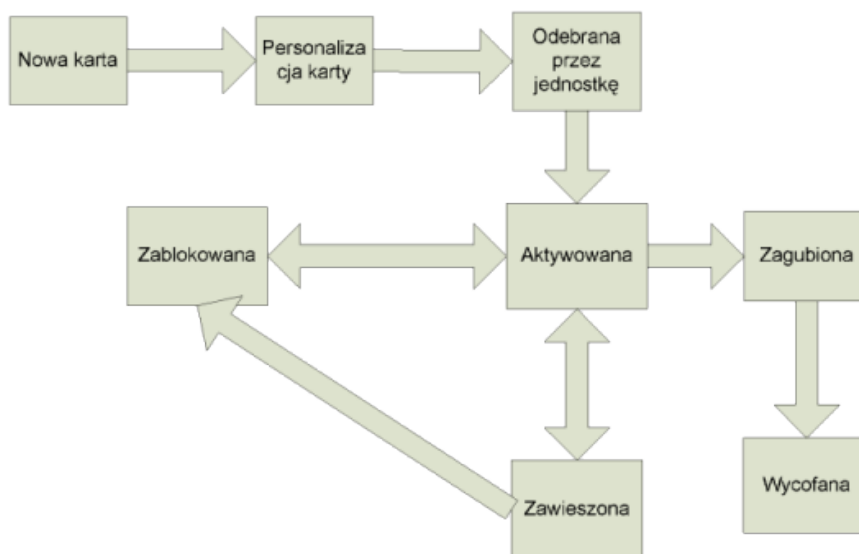 Nowa karta
Personaliza
cja karty
Odebrana
przez
jednostkę
Zablokowana
Aktywowana
Zagubiona
Zawieszona
Wycofana